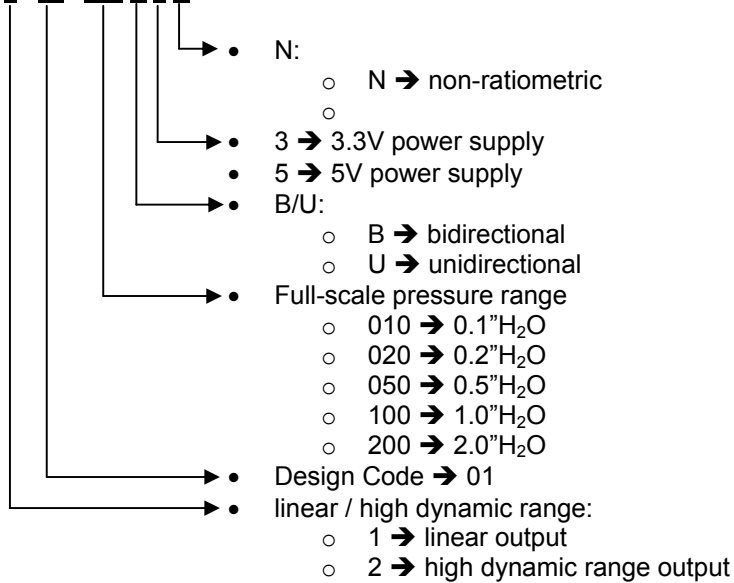 • N:
○ N ➔ non-ratiometric
○
• 3 ➔ 3.3V power supply
• 5 ➔ 5V power supply
• B/U:
○ B ➔ bidirectional
○ U ➔ unidirectional
• Full-scale pressure range
○ 010 ➔ 0.1”H₂O
○ 020 ➔ 0.2”H₂O
○ 050 ➔ 0.5”H₂O
○ 100 ➔ 1.0”H₂O
○ 200 ➔ 2.0”H₂O
• Design Code ➔ 01
• linear / high dynamic range:
○ 1 ➔ linear output
○ 2 ➔ high dynamic range output